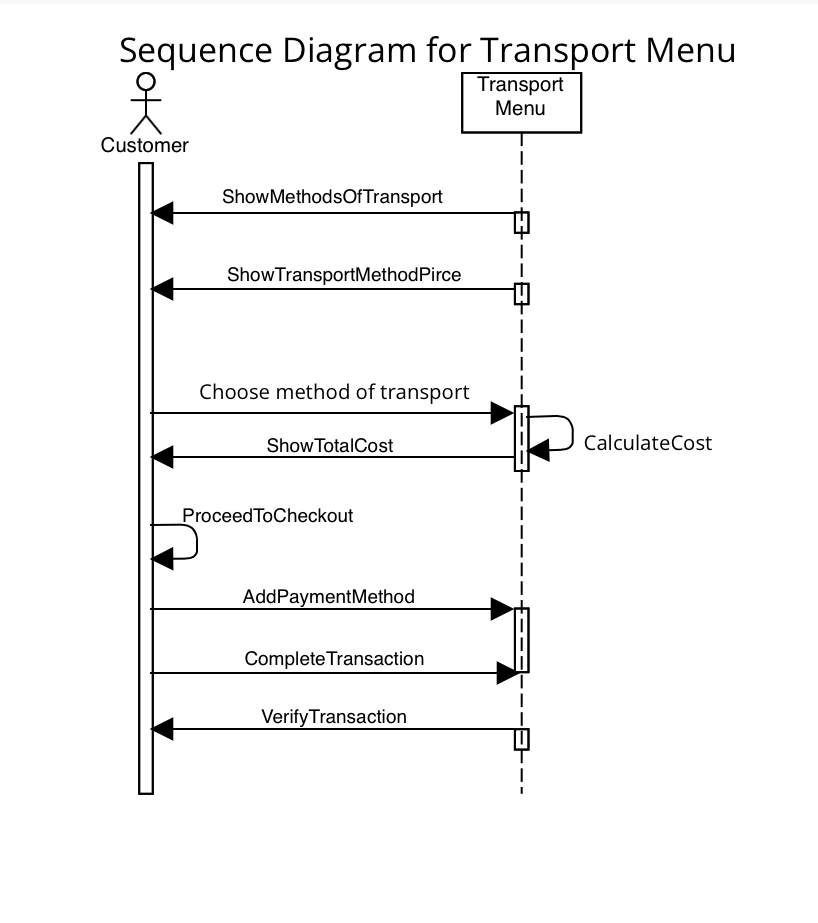 Sequence Diagram for Transport Menu
Transport
Menu
Customer
ShowMethodsOfTransport
ShowTransportMethodPirce
Choose method of transport
CalculateCost
ShowTotalCost
ProceedToCheckout
AddPaymentMethod
CompleteTransaction
VerifyTransaction